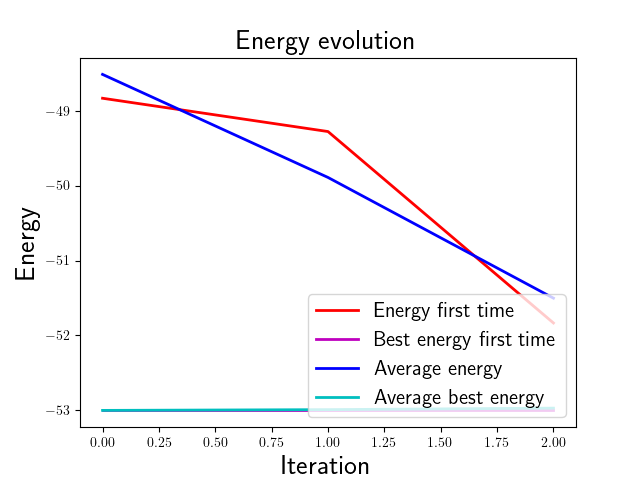 Energy evolution
Energy
−49
−50
−51
−52
−53
Energy first time
Best energy first time
Average energy
Average best energy
0.00 0.25 0.50 0.75 1.00 1.25 1.50 1.75 2.00
Iteration